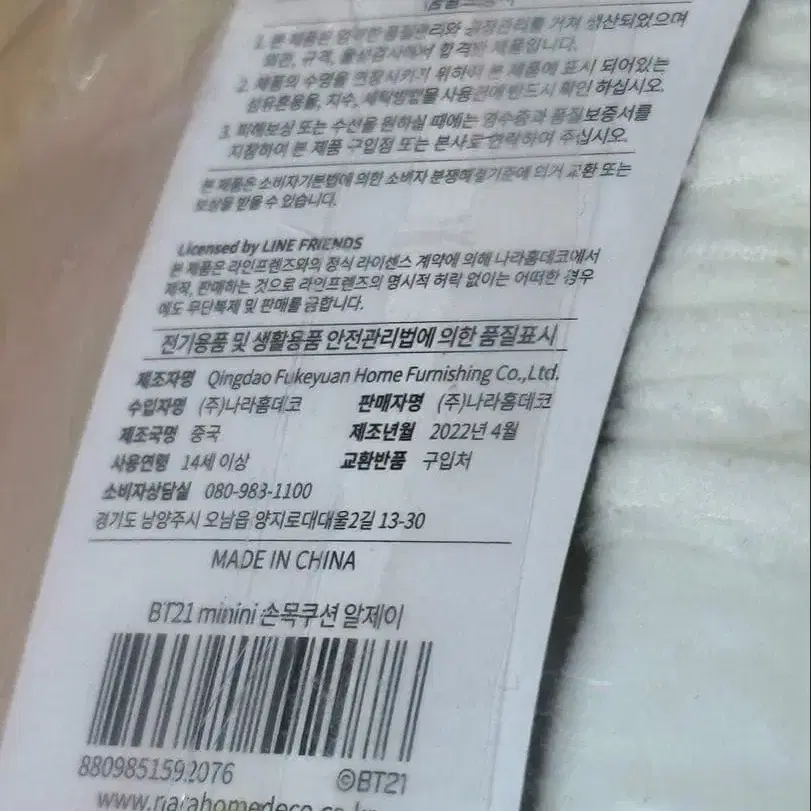 1. 본 제품은 엄격한 품질관리와 공정관리를 거쳐 생산되었으며
외관, 규격, 물성검사에서 합격한 제품입니다.
2. 제품의 수명을 연장시키기 위하여 본 제품에 표시 되어있는
섬유혼용율, 치수, 세탁방법을 사용전에 반드시 확인 하십시오.
3. 피해보상 또는 수선을 원하실 때에는 영수증과 품질보증서를
지참하여 본 제품 구입점 또는 본사로 연락하여 주십시오.
본 제품은 소비자기본법에 의한 소비자 분쟁해결기준에 의거 교환 또는
보상을 받을 수 있습니다.
Licensed by LINE FRIENDS
본 제품은 라인프렌즈와의 정식 라이센스 계약에 의해 나라홈데코에서
제작, 판매하는 것으로 라인프렌즈의 명시적 허락 없이는 어떠한 경우
에도 무단복제 및 판매를 금합니다.
전기용품 및 생활용품 안전관리법에 의한 품질표시
제조자명 Qingdao Fukeyuan Home Furnishing Co.,Ltd.
수입자명 (주)나라홈데코 판매자명 (주)나라홈데코
제조국명 중국 제조년월 2022년 4월
사용연령 14세 이상 교환반품 구입처
소비자상담실 080-983-1100
경기도 남양주시 오남읍 양지로대대울2길 13-30
MADE IN CHINA
BT21 minini 손목쿠션 알제이
8809851592076 ©BT21